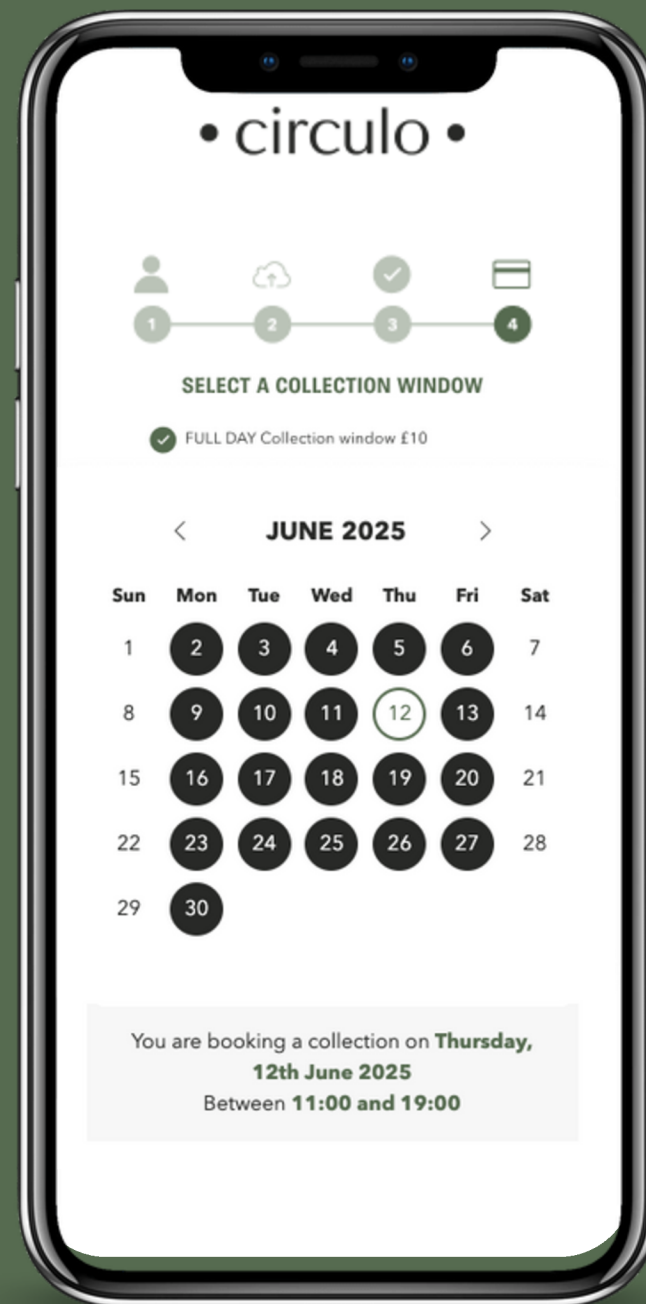 • circulo •
1 2 3 4
SELECT A COLLECTION WINDOW
FULL DAY Collection window £10
JUNE 2025
Sun Mon Tue Wed Thu Fri Sat
1 2 3 4 5 6 7
8 9 10 11 12 13 14
15 16 17 18 19 20 21
22 23 24 25 26 27 28
29 30
You are booking a collection on Thursday,
12th June 2025
Between 11:00 and 19:00